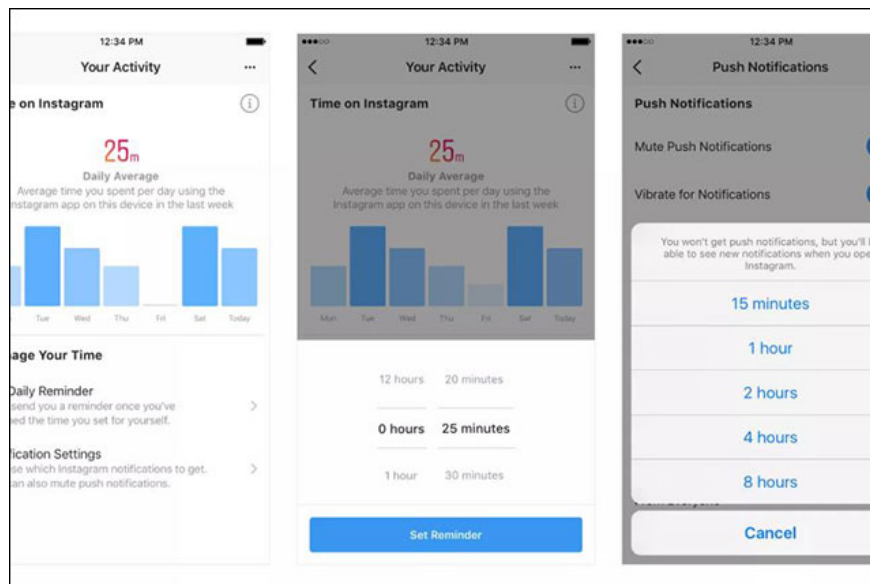 12:34 PM
Your Activity
e on Instagram
25m
Daily Average
Average time you spent per day using the
nstagram app on this device in the last week
Tue Wed Thu Fri Sat Today
age Your Time
Daily Reminder
send you a reminder once you've
ed the time you set for yourself.
fication Settings
se which Instagram notifications to get.
an also mute push notifications.
12:34 PM
Your Activity
Time on Instagram
25m
Daily Average
Average time you spent per day using the
Instagram app on this device in the last week
Mon Tue Wed Thu Fri Sat Today
12 hours 20 minutes
0 hours 25 minutes
1 hour 30 minutes
Set Reminder
12:34 PM
Push Notifications
Push Notifications
Mute Push Notifications
Vibrate for Notifications
You won't get push notifications, but you'll
able to see new notifications when you ope
Instagram.
15 minutes
1 hour
2 hours
4 hours
8 hours
Cancel